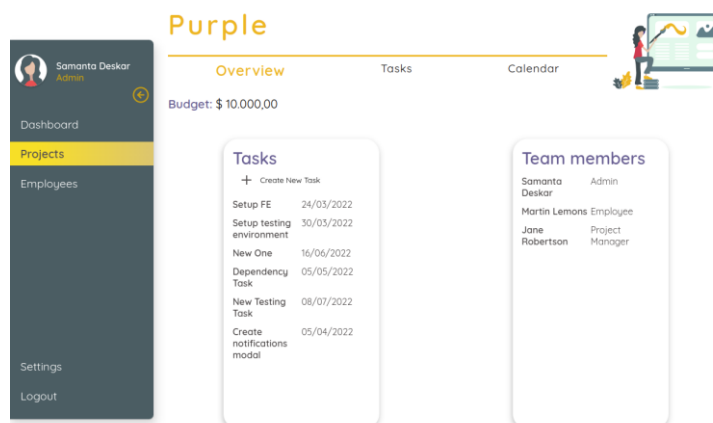 Purple
Samanta Deskar
Admin
Dashboard
Projects
Employees
Settings
Logout
Overview Tasks Calendar
Budget: $ 10.000,00
Tasks
+ Create New Task
Setup FE 24/03/2022
Setup testing 30/03/2022
environment
New One 16/06/2022
Dependency 05/05/2022
Task
New Testing 08/07/2022
Task
Create 05/04/2022
notifications
modal
Team members
Samanta Admin
Deskar
Martin Lemons Employee
Jane Project
Robertson Manager